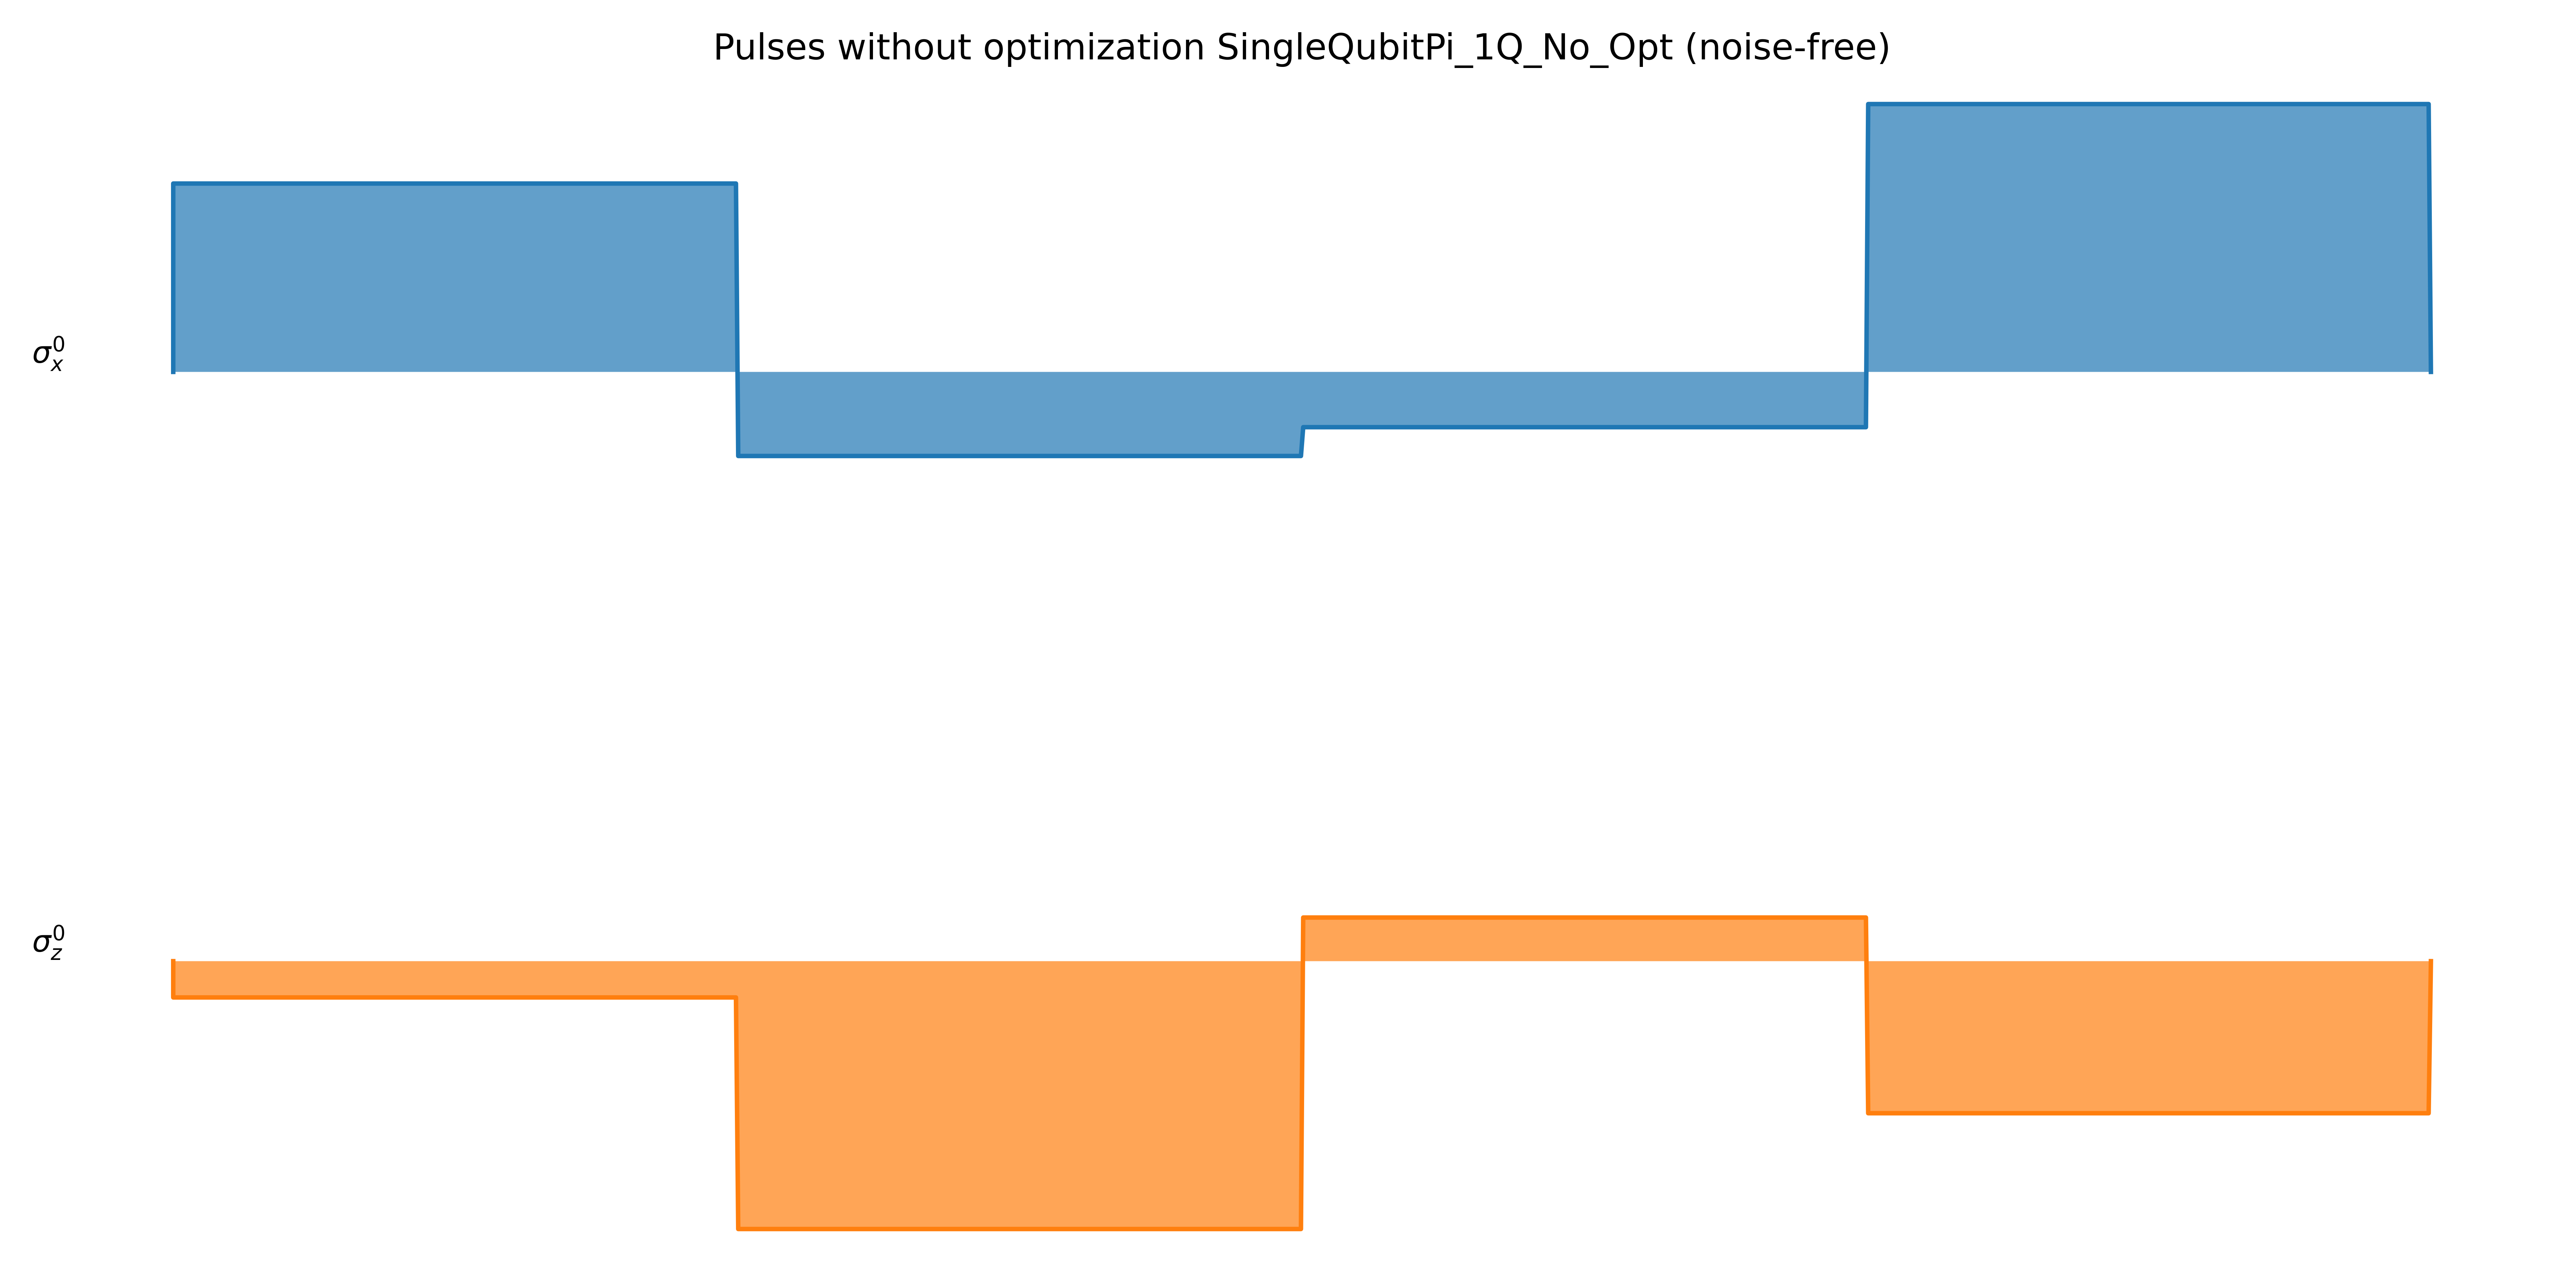 Pulses without optimization SingleQubitPi_1Q_No_Opt (noise-free)
σ_x^0
σ_z^0